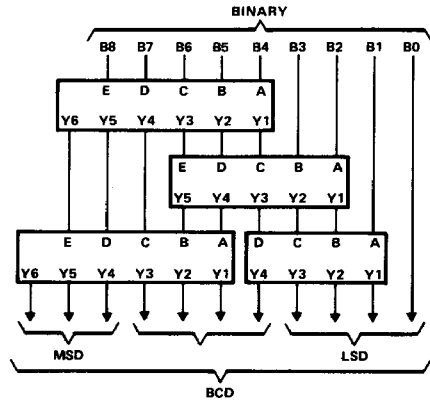 BINARY
B8 B7 B6 B5 B4 B3 B2 B1 B0
E D C B A
Y6 Y5 Y4 Y3 Y2 Y1
E D C B A
Y5 Y4 Y3 Y2 Y1
E D C B A D C B A
Y6 Y5 Y4 Y3 Y2 Y1 Y4 Y3 Y2 Y1
MSD LSD
BCD